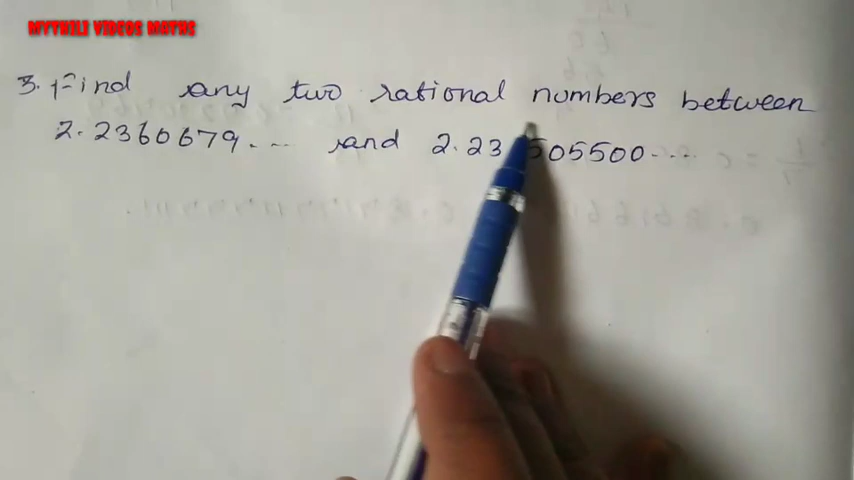 MYTHILI VIDEOS MATHS
3. Find any two rational numbers between
2.2360679... and 2.23 505500...